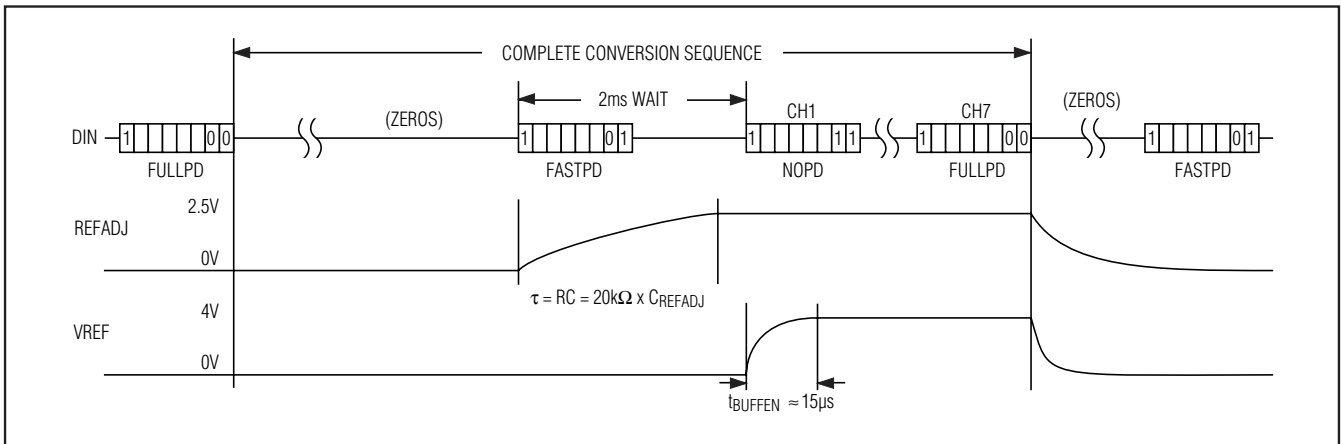 COMPLETE CONVERSION SEQUENCE
2ms WAIT
CH1
CH7
(ZEROS)
(ZEROS)
DIN
1 0 0
1 0 1
1 1 1
1 0 0
1 0 1
FULLPD
FASTPD
NOPD
FULLPD
FASTPD
2.5V
REFADJ
0V
τ = RC = 20kΩ x CREFADJ
4V
VREF
0V
tBUFFEN ≈ 15µs